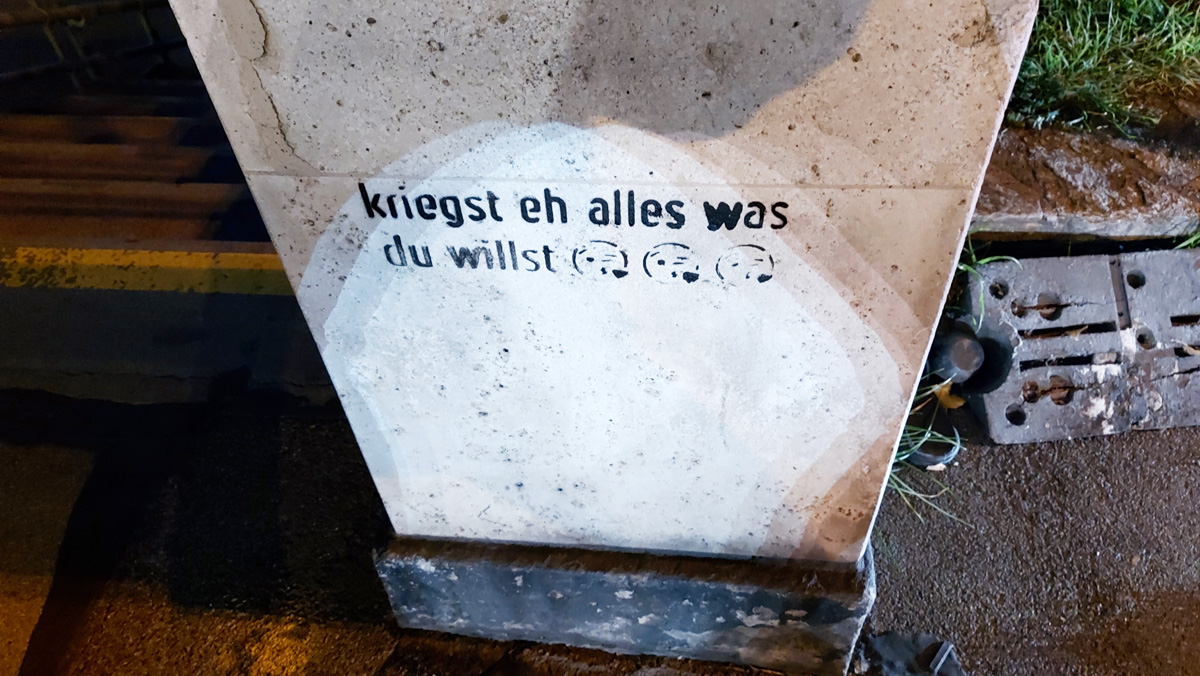 kriegst eh alles was
du willst 😘😘😘